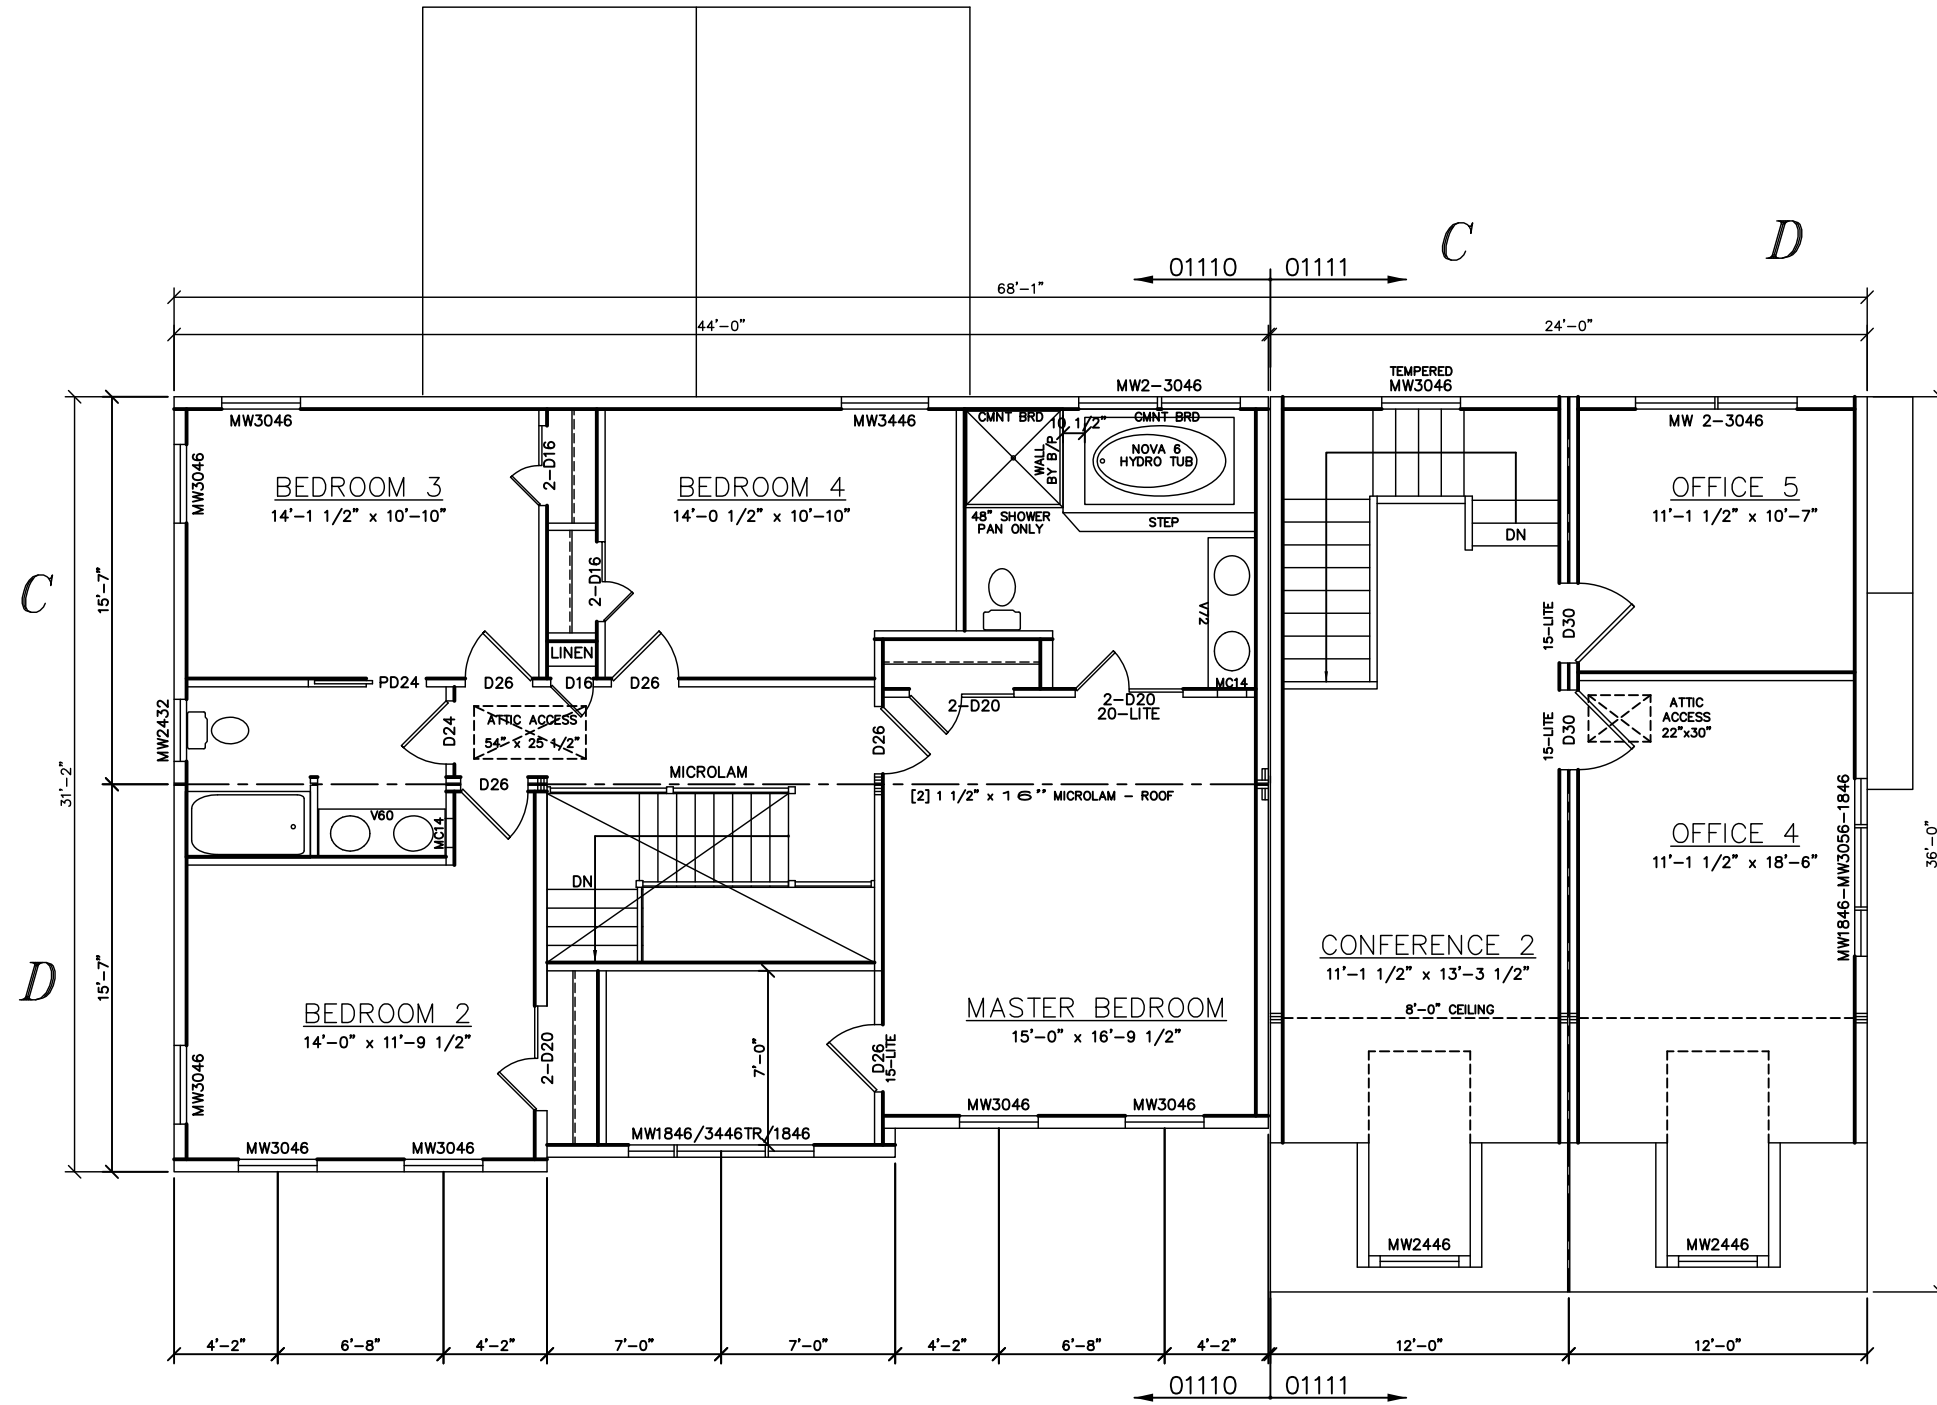 C
D
01110
01111
68'-1"
44'-0"
24'-0"
TEMPERED
MW3046
MW2-3046
MW3046
MW3446
CMNT BRD
10 1/2"
CMNT BRD
MW 2-3046
MW3046
2-D16
WALL
BY B/P
NOVA 6
HYDRO TUB
BEDROOM 3
14'-1 1/2" x 10'-10"
BEDROOM 4
14'-0 1/2" x 10'-10"
OFFICE 5
11'-1 1/2" x 10'-7"
48" SHOWER
PAN ONLY
STEP
DN
C
15'-7"
2-D16
V72
15-LITE
D30
LINEN
PD24
D26
D16
D26
MC14
2-D20
2-D20
20-LITE
MW2432
D24
ATTIC ACCESS
54" x 25 1/2"
D26
15-LITE
D30
ATTIC
ACCESS
22"x30"
31'-2"
D26
MICROLAM
[2] 1 1/2" x 16" MICROLAM - ROOF
V60
MC14
OFFICE 4
11'-1 1/2" x 18'-6"
MW1846-MW3056-1846
36'-0"
DN
D
15'-7"
CONFERENCE 2
11'-1 1/2" x 13'-3 1/2"
8'-0" CEILING
BEDROOM 2
14'-0" x 11'-9 1/2"
MASTER BEDROOM
15'-0" x 16'-9 1/2"
MW3046
2-D20
7'-0"
D26
15-LITE
MW3046
MW3046
MW1846/3446TR/1846
MW3046
MW3046
MW2446
MW2446
4'-2"
6'-8"
4'-2"
7'-0"
7'-0"
4'-2"
6'-8"
4'-2"
12'-0"
12'-0"
01110
01111